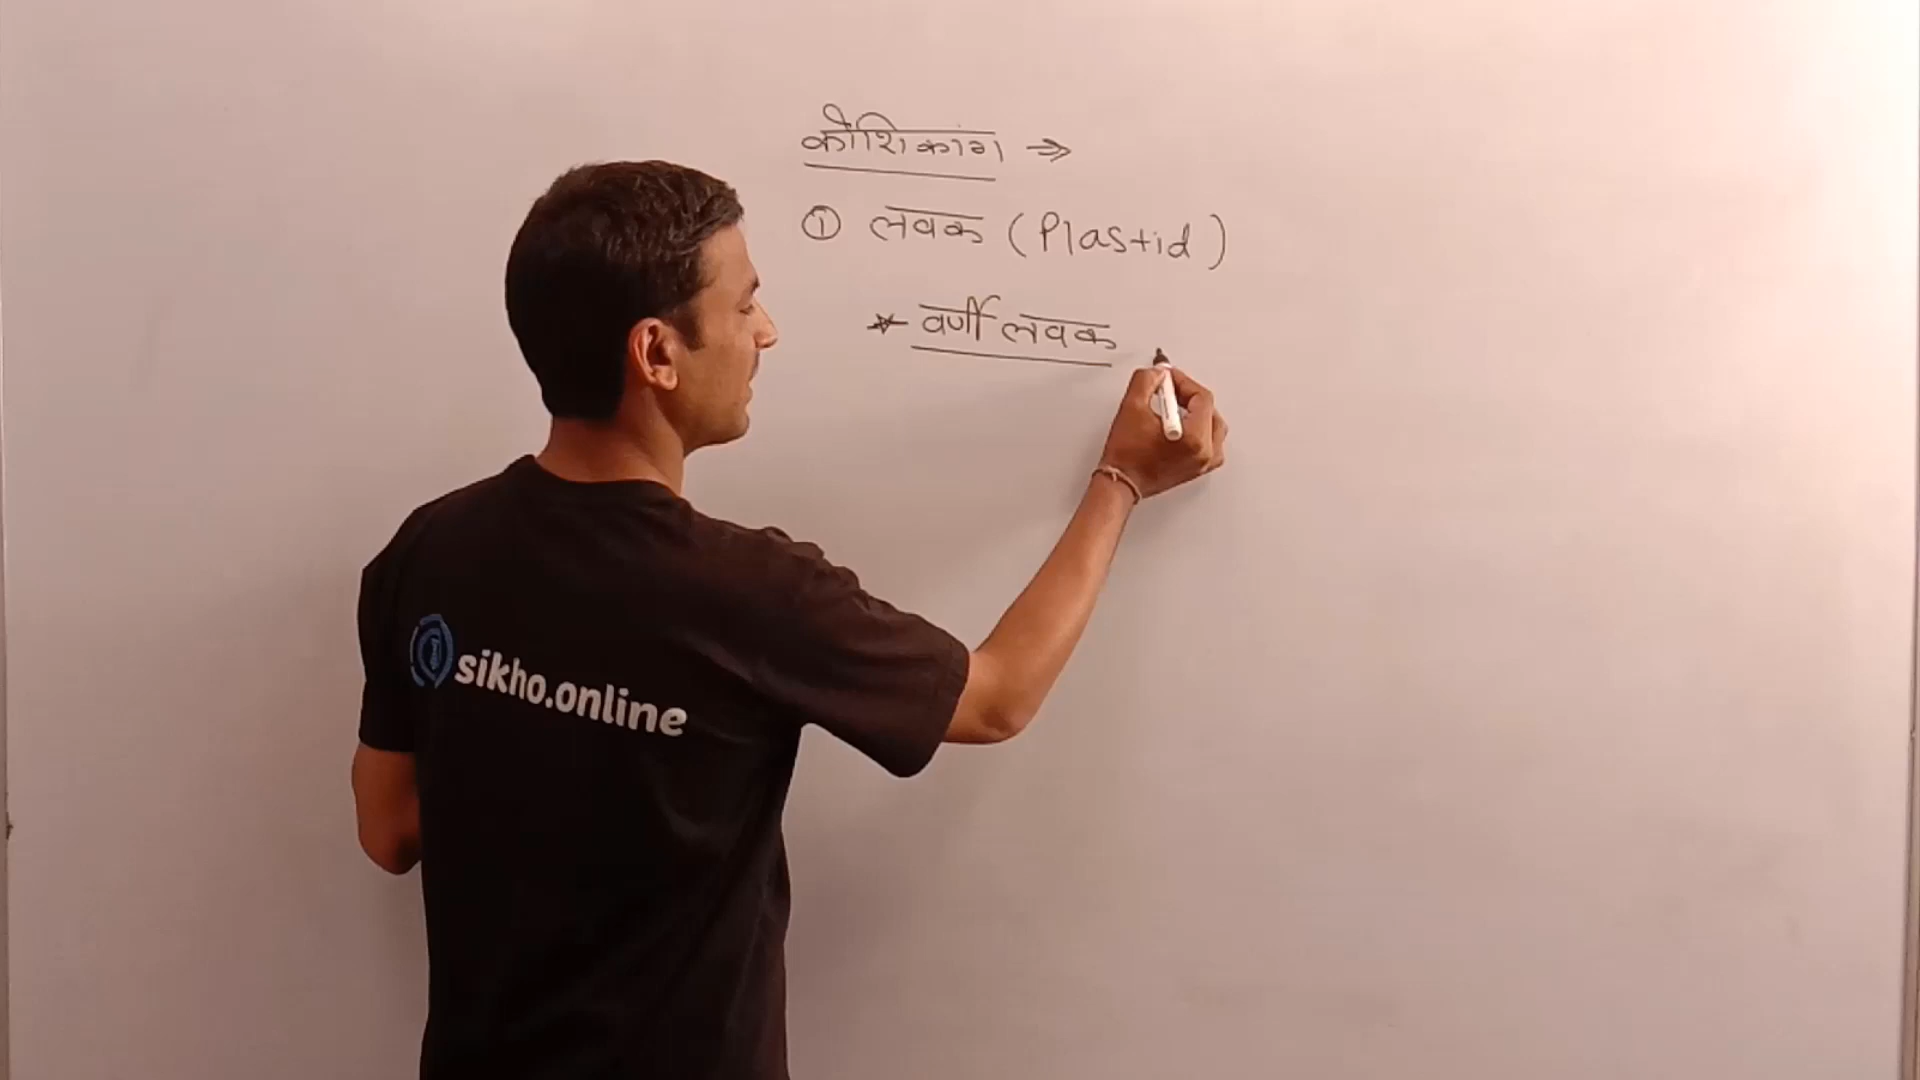 कोशिकांग ⇒
① लवक (Plastid)
* वर्णी लवक
sikho.online